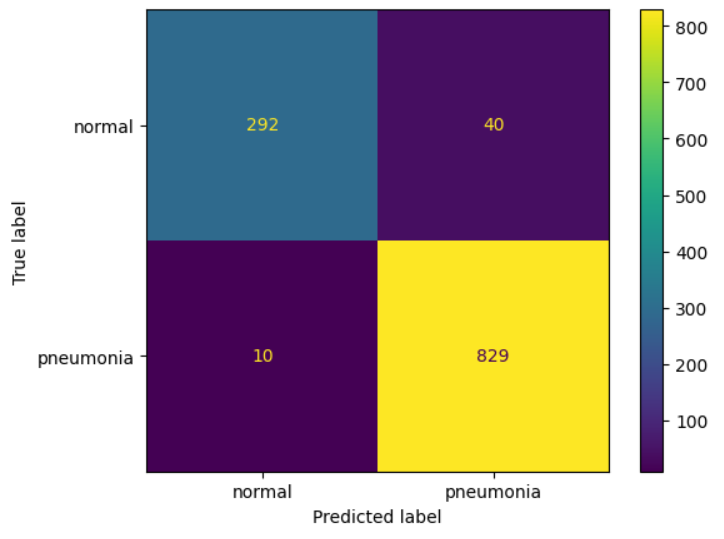 True label
normal
292
40
pneumonia
10
829
normal
pneumonia
Predicted label
800
700
600
500
400
300
200
100